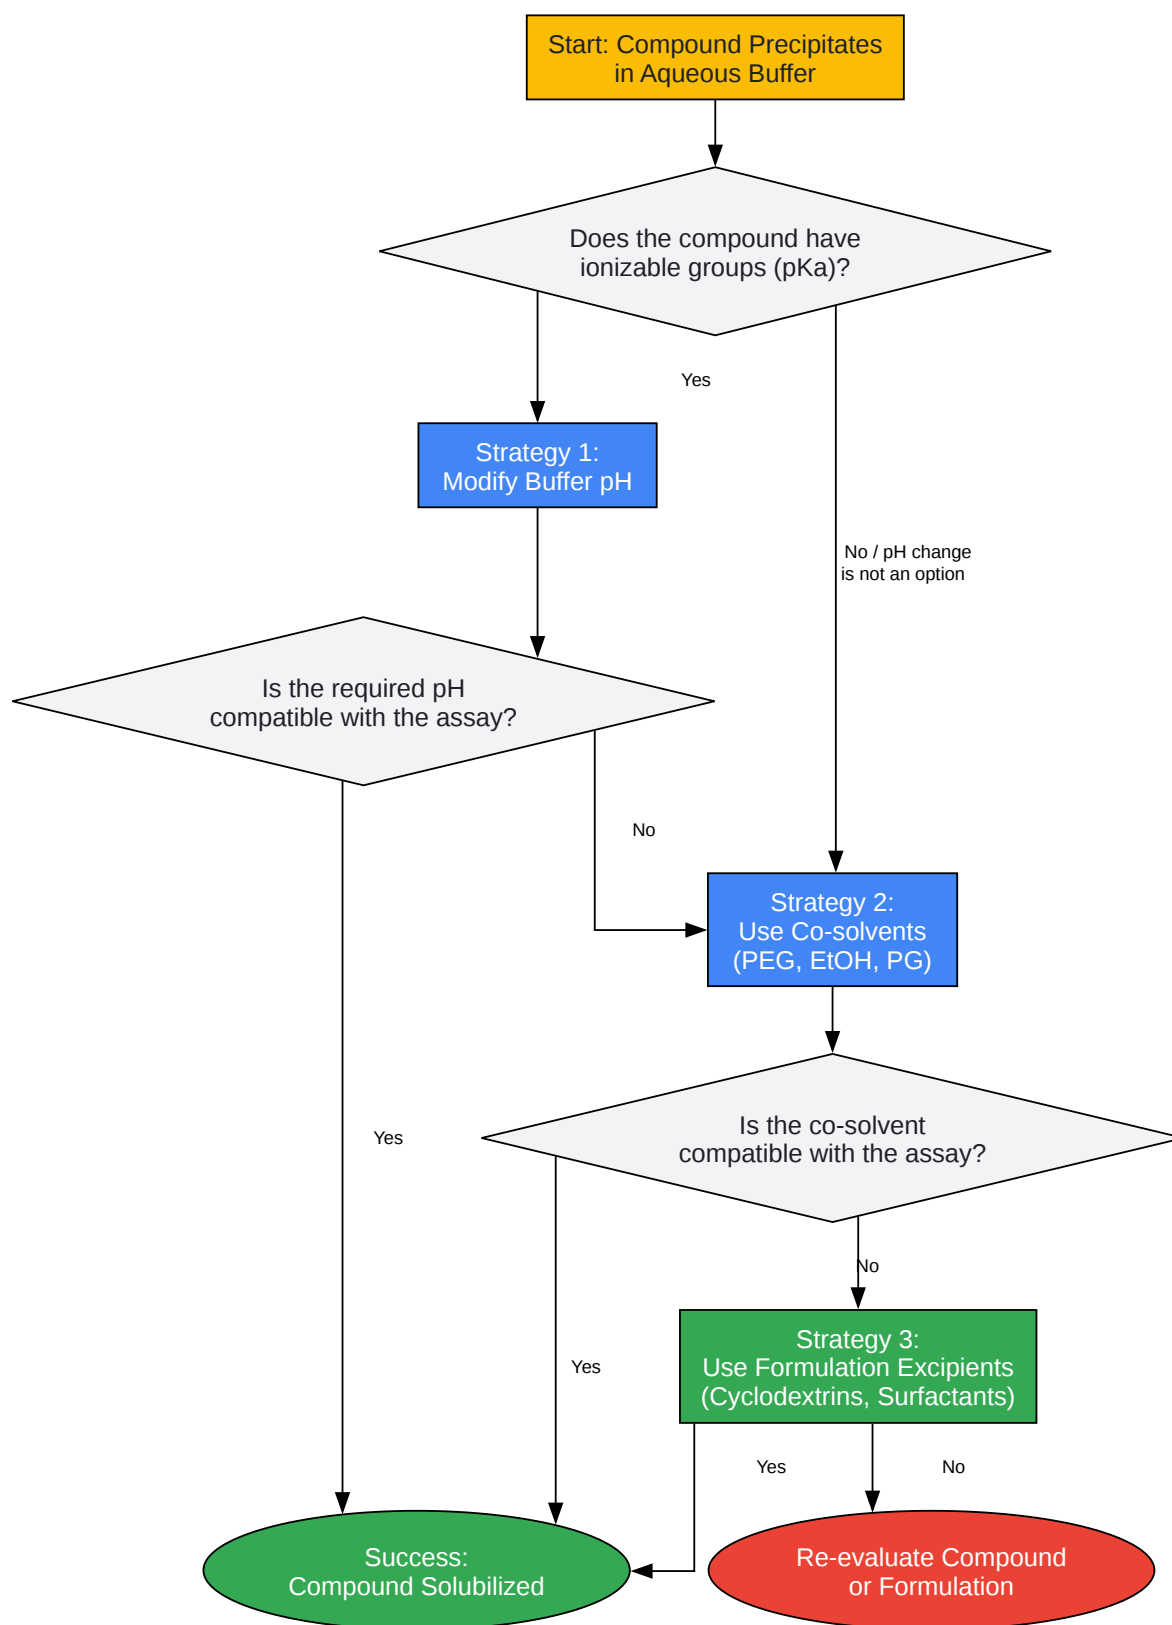 Start: Compound Precipitates
in Aqueous Buffer
Does the compound have
ionizable groups (pKa)?
Yes
Strategy 1:
Modify Buffer pH
No / pH change
is not an option
Is the required pH
compatible with the assay?
No
Strategy 2:
Use Co-solvents
(PEG, EtOH, PG)
Yes
Is the co-solvent
compatible with the assay?
No
Strategy 3:
Use Formulation Excipients
(Cyclodextrins, Surfactants)
Yes
Yes
No
Success:
Compound Solubilized
Re-evaluate Compound
or Formulation